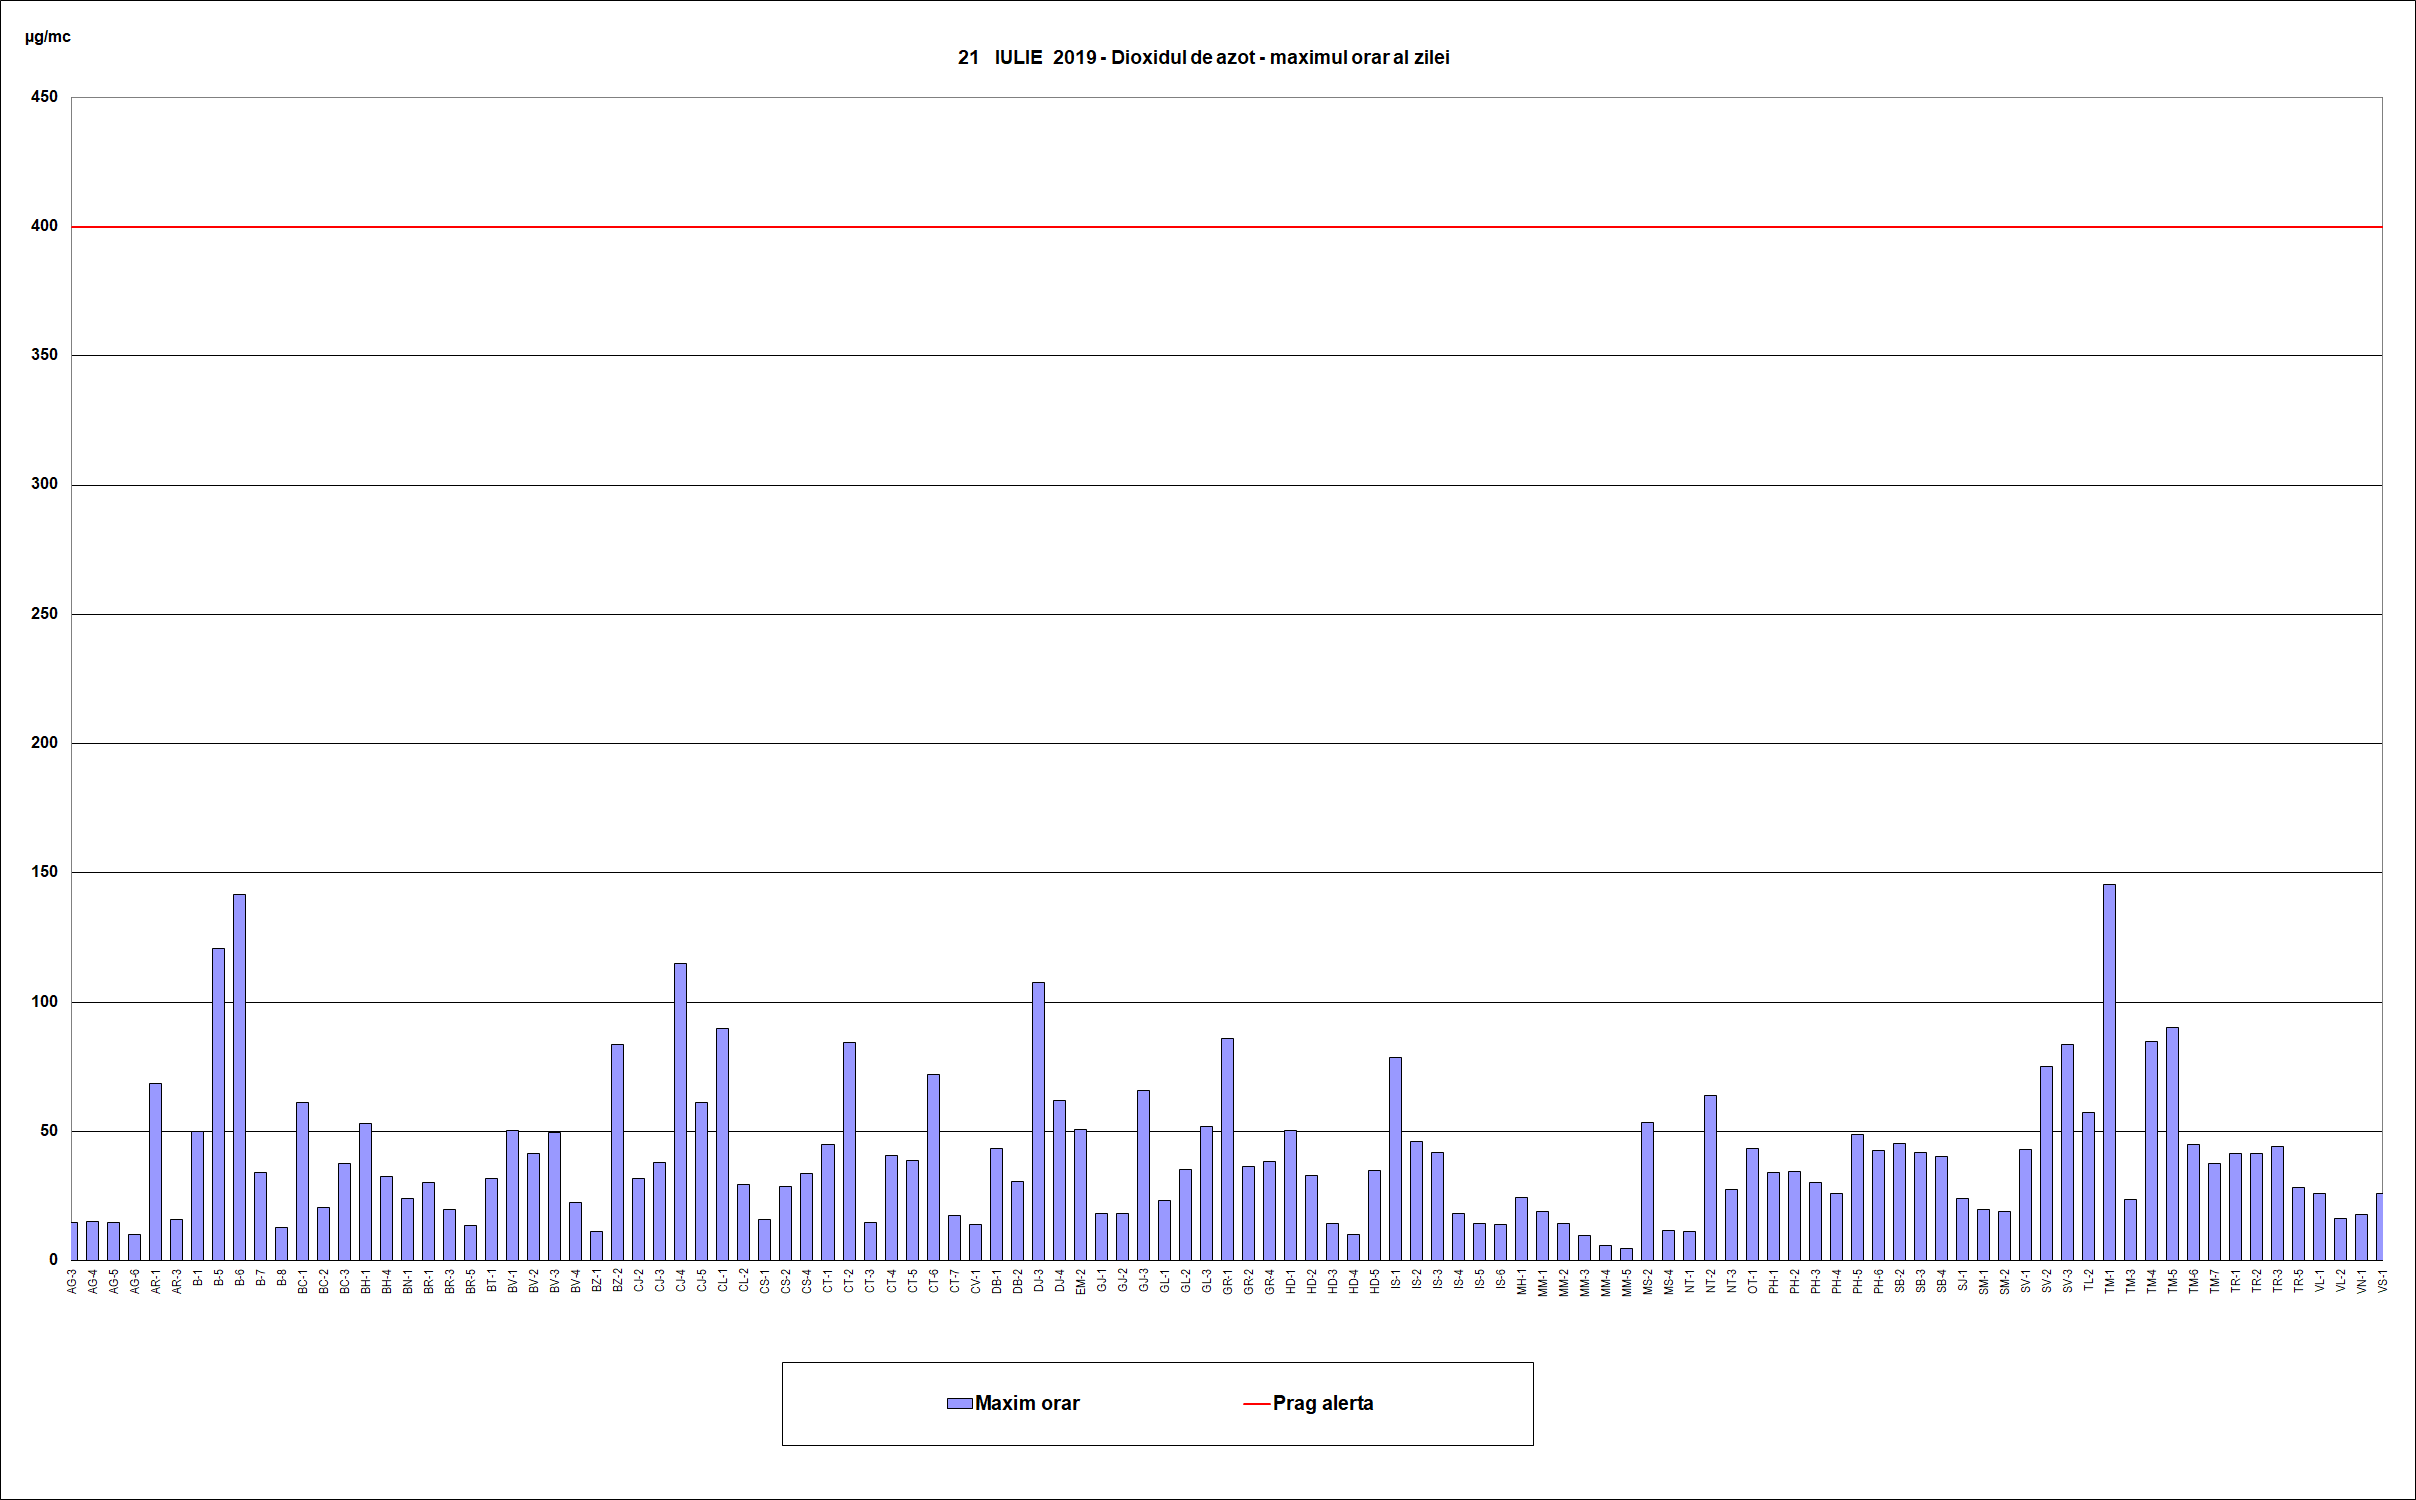 µg/mc
21 IULIE 2019 - Dioxidul de azot - maximul orar al zilei
450
400
350
300
250
200
150
100
50
0
AG-3 AG-4 AG-5 AG-6 AR-1 AR-3 B-1 B-5 B-6 B-7 B-8 BC-1 BC-2 BC-3 BH-1 BH-4 BN-1 BR-1 BR-3 BR-5 BT-1 BV-1 BV-2 BV-3 BV-4 BZ-1 BZ-2 CJ-2 CJ-3 CJ-4 CJ-5 CL-1 CL-2 CS-1 CS-2 CS-4 CT-1 CT-2 CT-3 CT-4 CT-5 CT-6 CT-7 CV-1 DB-1 DB-2 DJ-3 DJ-4 EM-2 GJ-1 GJ-2 GJ-3 GL-1 GL-2 GL-3 GR-1 GR-2 GR-4 HD-1 HD-2 HD-3 HD-4 HD-5 IS-1 IS-2 IS-3 IS-4 IS-5 IS-6 MH-1 MM-1 MM-2 MM-3 MM-4 MM-5 MS-2 MS-4 NT-1 NT-2 NT-3 OT-1 PH-1 PH-2 PH-3 PH-4 PH-5 PH-6 SB-2 SB-3 SB-4 SJ-1 SM-1 SM-2 SV-1 SV-2 SV-3 TL-2 TM-1 TM-3 TM-4 TM-5 TM-6 TM-7 TR-1 TR-2 TR-3 TR-5 VL-1 VL-2 VN-1 VS-1
Maxim orar Prag alerta